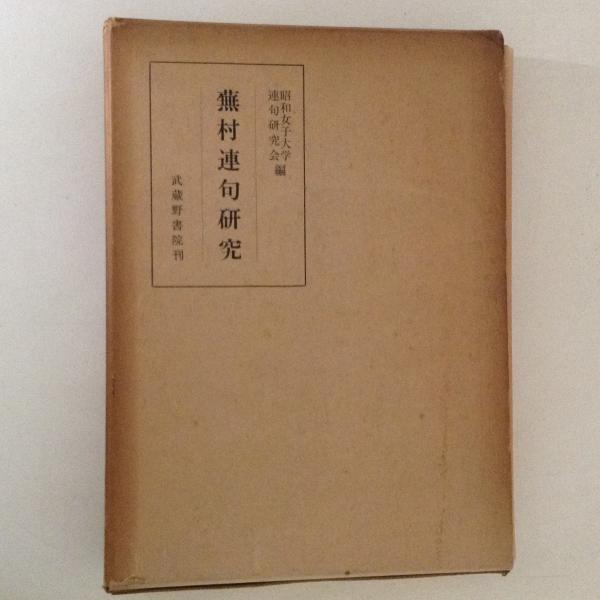 昭和女子大学
連句研究会編
蕪村連句研究
武蔵野書院刊